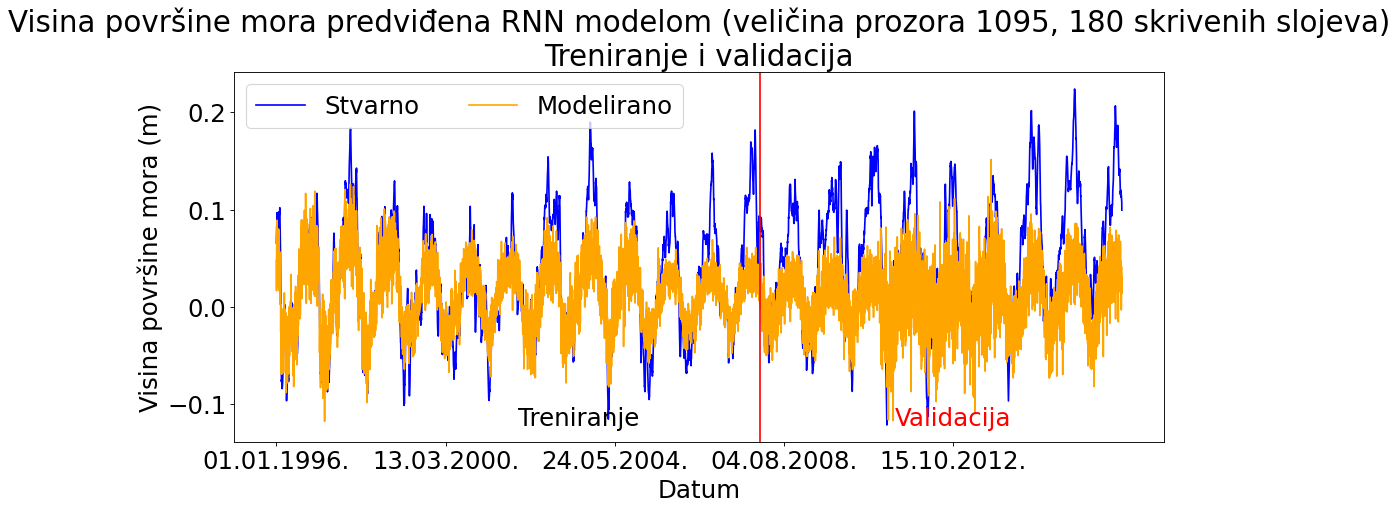 Visina površine mora predviđena RNN modelom (veličina prozora 1095, 180 skrivenih slojeva)
Treniranje i validacija
Stvarno
Modelirano
Visina površine mora (m)
0.2
0.1
0.0
−0.1
Treniranje
Validacija
01.01.1996.
13.03.2000.
24.05.2004.
04.08.2008.
15.10.2012.
Datum